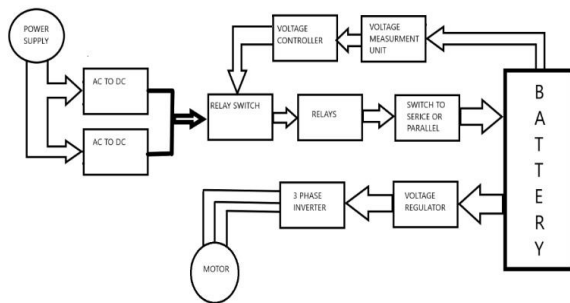 POWER
SUPPLY
AC TO DC
AC TO DC
VOLTAGE
CONTROLLER
VOLTAGE
MEASURMENT
UNIT
RELAY SWITCH
RELAYS
SWITCH TO
SERICE OR
PARALLEL
B
A
T
T
E
R
Y
3 PHASE
INVERTER
VOLTAGE
REGULATOR
MOTOR